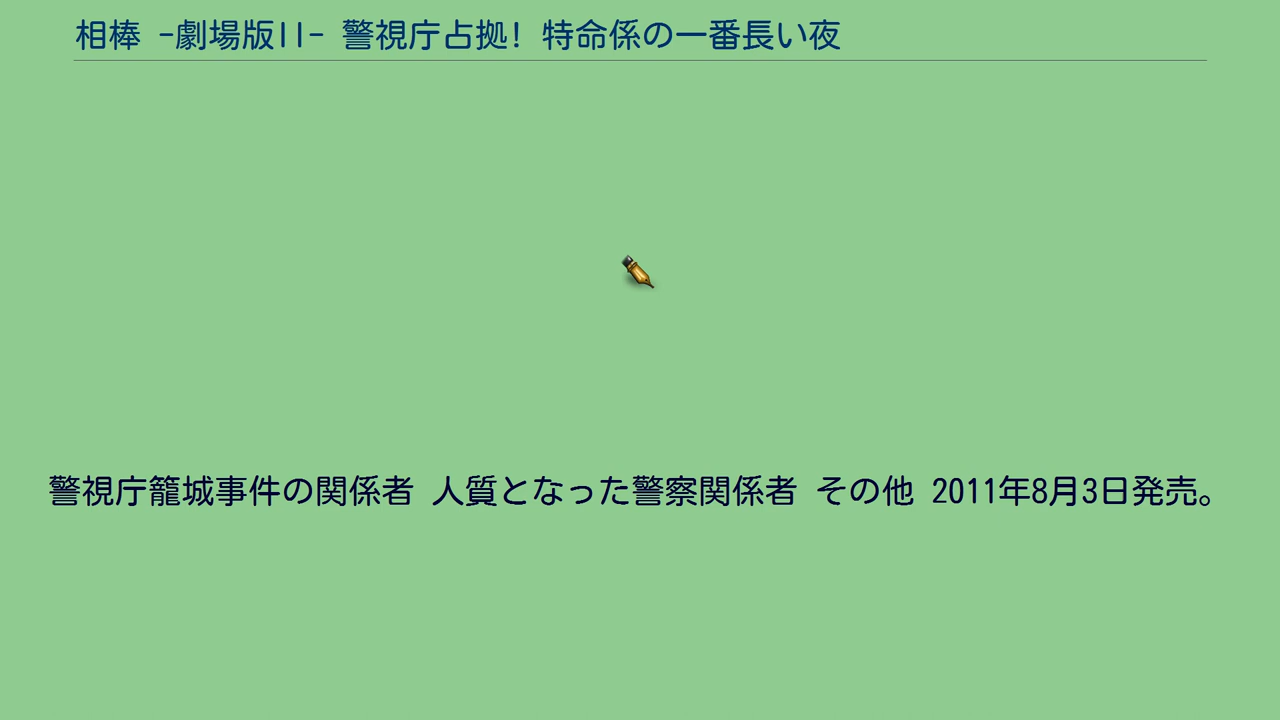 相棒 -劇場版II- 警視庁占拠! 特命係の一番長い夜
警視庁籠城事件の関係者 人質となった警察関係者 その他 2011年8月3日発売。